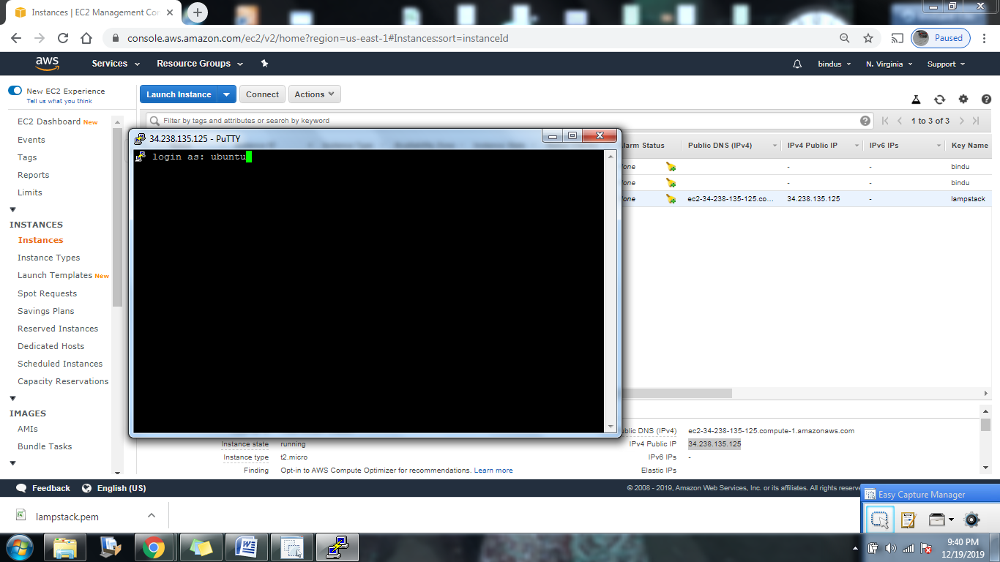 Instances | EC2 Management Con
console.aws.amazon.com/ec2/v2/home?region=us-east-1#Instances:sort=instanceId
Paused
aws
Services
Resource Groups
bindus
N. Virginia
Support
New EC2 Experience
Tell us what you think
Launch Instance
Connect
Actions
EC2 Dashboard New
Events
Tags
Reports
Limits
INSTANCES
Instances
Instance Types
Launch Templates New
Spot Requests
Savings Plans
Reserved Instances
Dedicated Hosts
Scheduled Instances
Capacity Reservations
IMAGES
AMIs
Bundle Tasks
Filter by tags and attributes or search by keyword
1 to 3 of 3
34.238.135.125 - PuTTY
login as: ubuntu
larm Status Public DNS (IPv4) IPv4 Public IP IPv6 IPs Key Name
lone - - bindu
lone - - bindu
lone ec2-34-238-135-125.co... 34.238.135.125 - lampstack
ublic DNS (IPv4) ec2-34-238-135-125.compute-1.amazonaws.com
Instance state running IPv4 Public IP 34.238.135.125
Instance type t2.micro IPv6 IPs -
Finding Opt-in to AWS Compute Optimizer for recommendations. Learn more Elastic IPs
Feedback
English (US)
© 2008 - 2019, Amazon Web Services, Inc. or its affiliates. All rights reserve
Easy Capture Manager
lampstack.pem
9:40 PM
12/19/2019